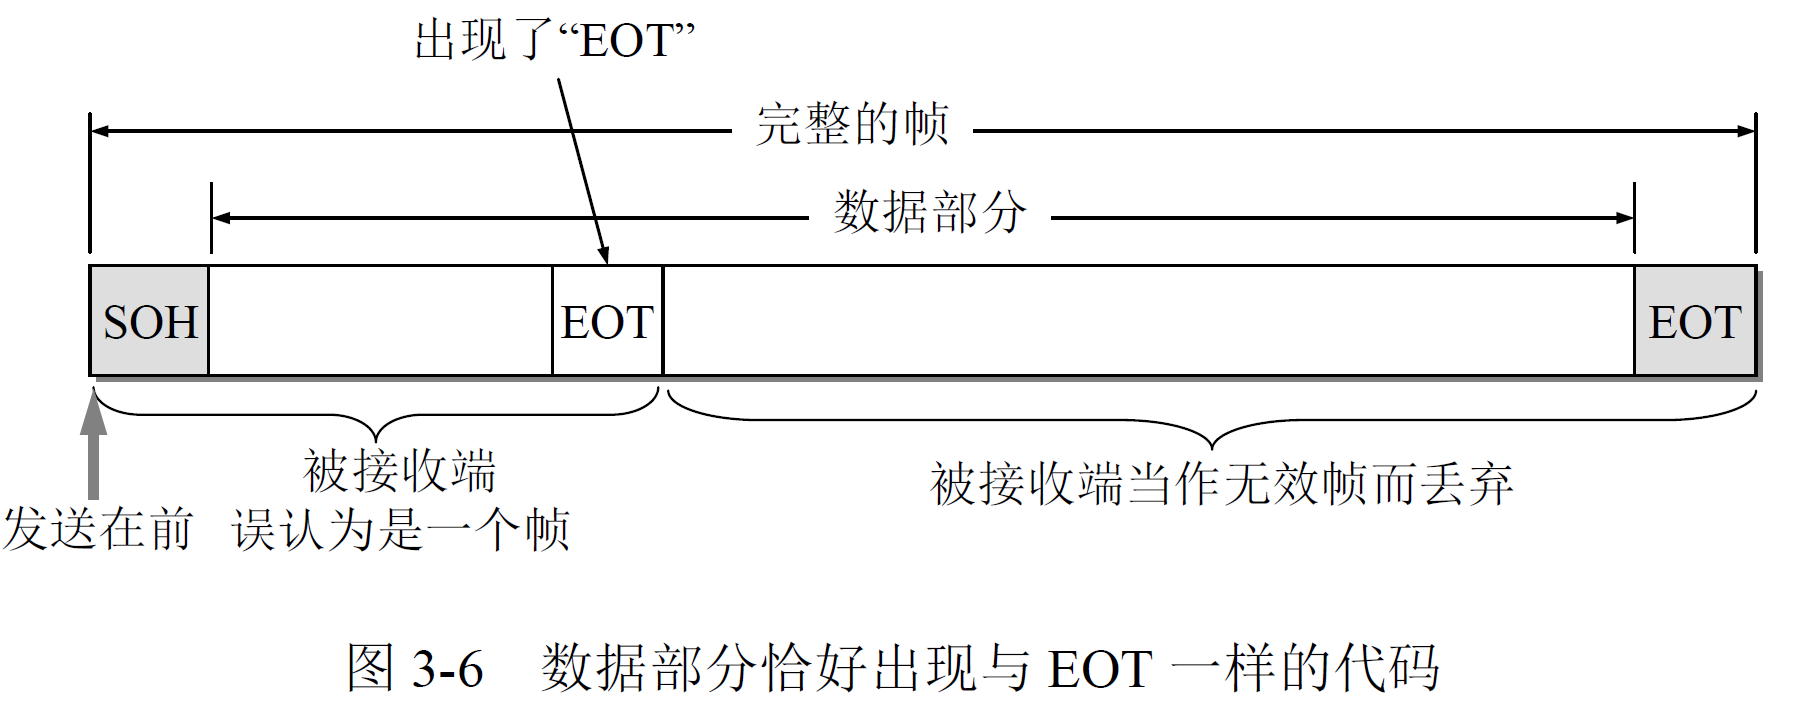 出现了“EOT”
完整的帧
数据部分
SOH
EOT
EOT
发送在前
被接收端
误认为是一个帧
被接收端当作无效帧而丢弃
图 3-6 数据部分恰好出现与 EOT 一样的代码